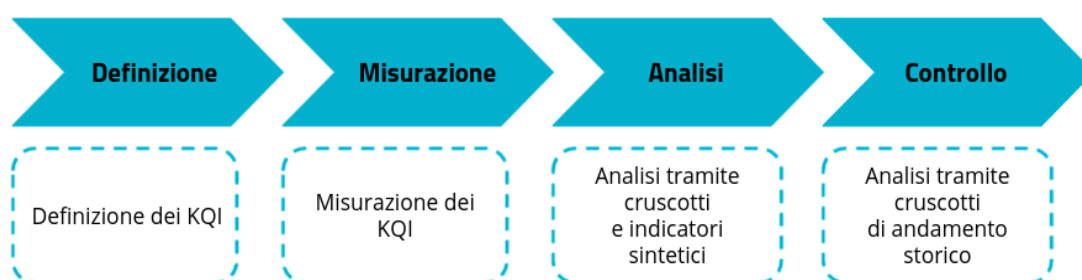 Definizione
Misurazione
Analisi
Controllo
Definizione dei KQI
Misurazione dei
KQI
Analisi tramite
cruscotti
e indicatori
sintetici
Analisi tramite
cruscotti
di andamento
storico